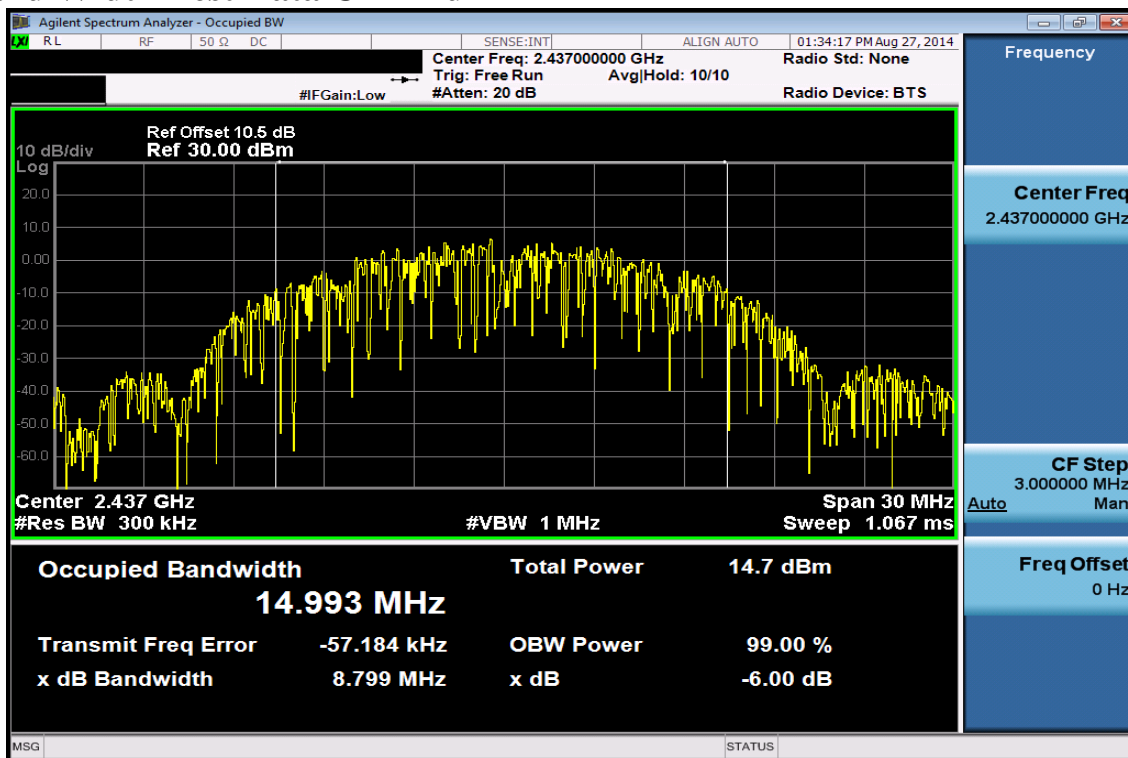 Agilent Spectrum Analyzer - Occupied BW
LXI RL RF 50 Ω DC SENSE:INT ALIGN AUTO 01:34:17 PM Aug 27, 2014
Center Freq: 2.437000000 GHz Radio Std: None
Trig: Free Run Avg|Hold: 10/10
#IFGain:Low #Atten: 20 dB Radio Device: BTS
Ref Offset 10.5 dB
10 dB/div Ref 30.00 dBm
Log
20.0
10.0
0.00
-10.0
-20.0
-30.0
-40.0
-50.0
-60.0
Center 2.437 GHz Span 30 MHz
#Res BW 300 kHz #VBW 1 MHz Sweep 1.067 ms
Occupied Bandwidth Total Power 14.7 dBm
14.993 MHz
Transmit Freq Error -57.184 kHz OBW Power 99.00 %
x dB Bandwidth 8.799 MHz x dB -6.00 dB
MSG STATUS
Frequency
Center Freq
2.437000000 GHz
CF Step
3.000000 MHz
Auto Man
Freq Offset
0 Hz